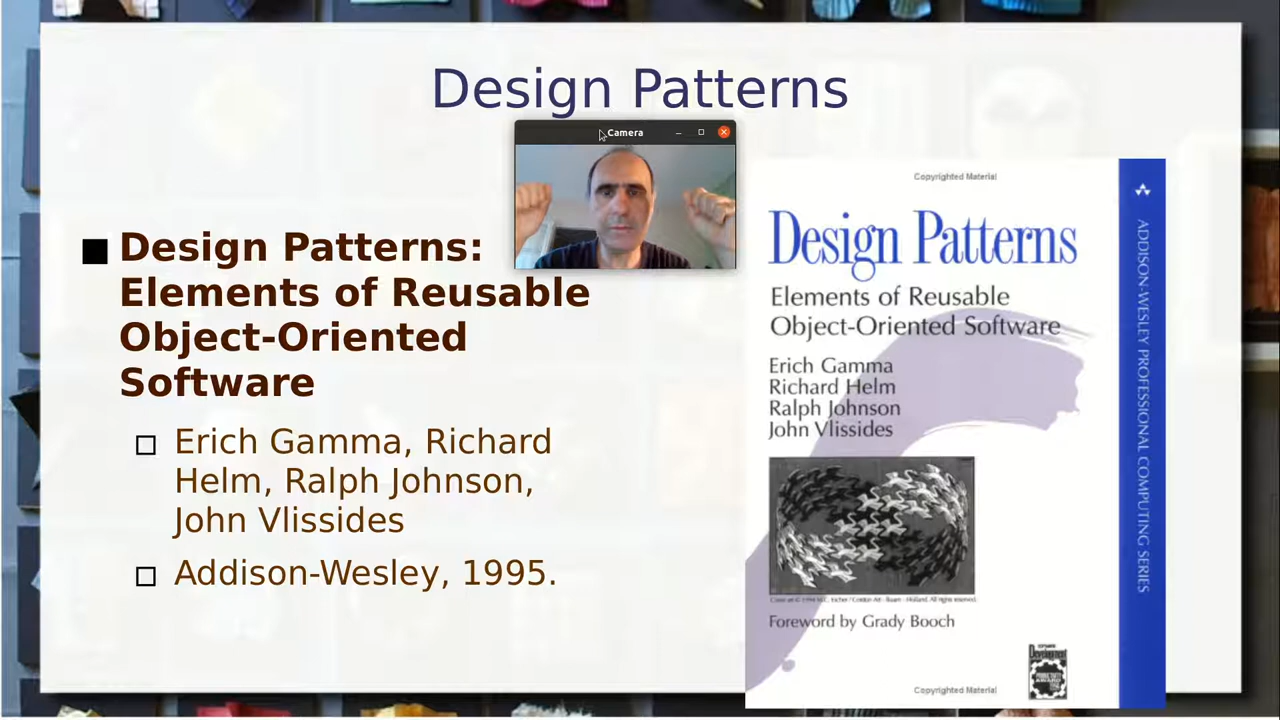 Design Patterns
Camera
Design Patterns:
Elements of Reusable
Object-Oriented
Software
Erich Gamma, Richard
Helm, Ralph Johnson,
John Vlissides
Addison-Wesley, 1995.
Copyrighted Material
Design Patterns
Elements of Reusable
Object-Oriented Software
Erich Gamma
Richard Helm
Ralph Johnson
John Vlissides
Foreword by Grady Booch
Copyrighted Material
ADDISON-WESLEY PROFESSIONAL COMPUTING SERIES